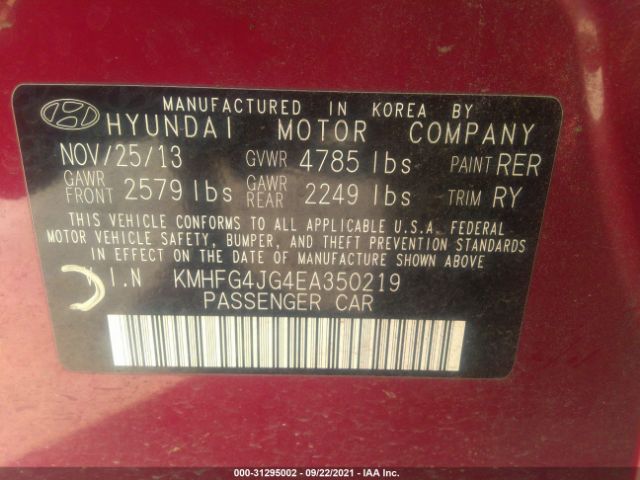 MANUFACTURED IN KOREA BY
HYUNDAI MOTOR COMPANY
NOV/25/13 GVWR 4785 lbs PAINT RER
GAWR FRONT 2579 lbs GAWR REAR 2249 lbs TRIM RY
THIS VEHICLE CONFORMS TO ALL APPLICABLE U.S.A. FEDERAL
MOTOR VEHICLE SAFETY, BUMPER, AND THEFT PREVENTION STANDARDS
IN EFFECT ON THE DATE OF MANUFACTURE SHOWN ABOVE
.I.N KMHFG4JG4EA350219
PASSENGER CAR
000-31295002 - 09/22/2021 - IAA Inc.